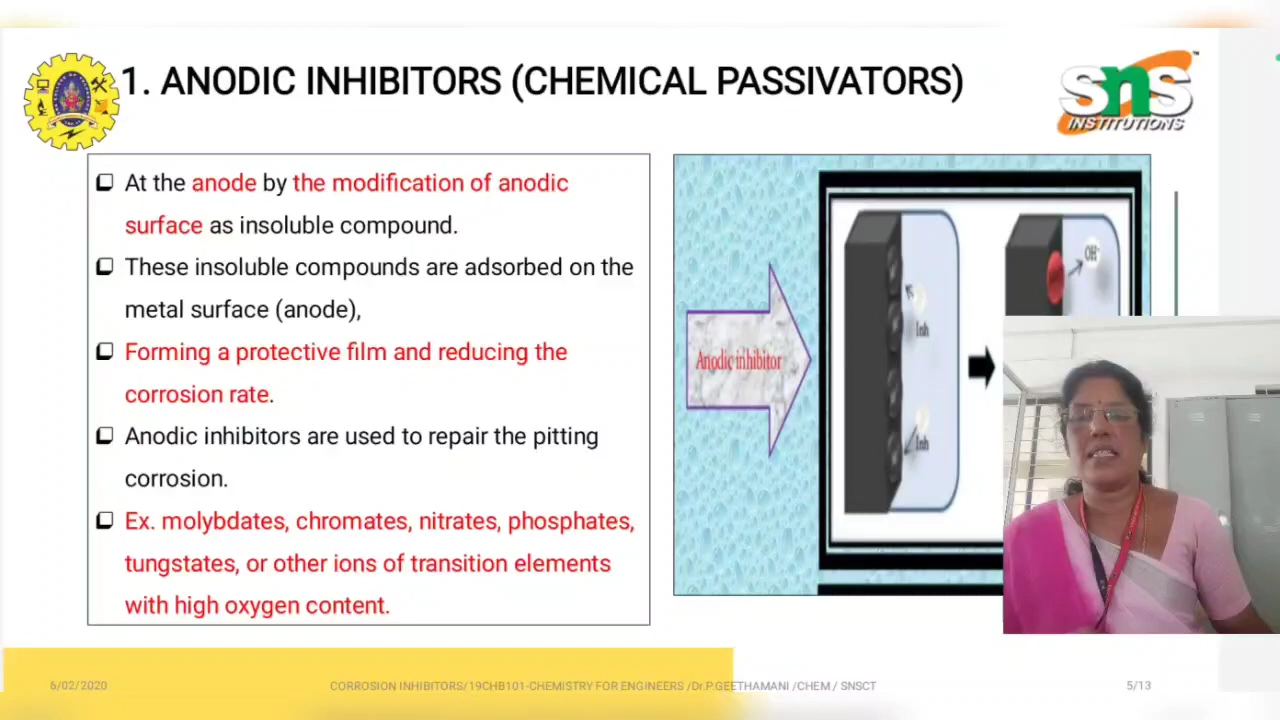 1. ANODIC INHIBITORS (CHEMICAL PASSIVATORS)
sns
INSTITUTIONS
At the anode by the modification of anodic
surface as insoluble compound.
These insoluble compounds are adsorbed on the
metal surface (anode),
Forming a protective film and reducing the
corrosion rate.
Anodic inhibitors are used to repair the pitting
corrosion.
Ex. molybdates, chromates, nitrates, phosphates,
tungstates, or other ions of transition elements
with high oxygen content.
Anodic inhibitor
Inh
Inh
OH⁻
6/02/2020
CORROSION INHIBITORS/19CHB101-CHEMISTRY FOR ENGINEERS /Dr.P.GEETHAMANI /CHEM / SNSCT
5/13